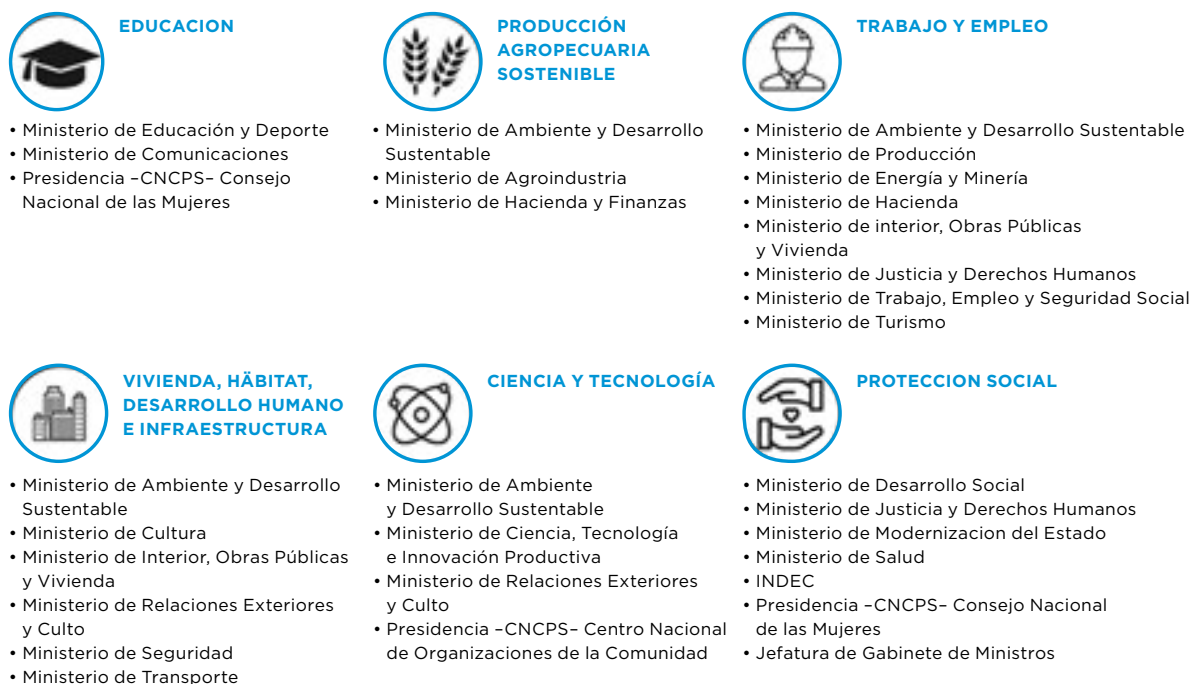 EDUCACION
• Ministerio de Educación y Deporte
• Ministerio de Comunicaciones
• Presidencia –CNCPS– Consejo
Nacional de las Mujeres
PRODUCCIÓN
AGROPECUARIA
SOSTENIBLE
• Ministerio de Ambiente y Desarrollo
Sustentable
• Ministerio de Agroindustria
• Ministerio de Hacienda y Finanzas
TRABAJO Y EMPLEO
• Ministerio de Ambiente y Desarrollo Sustentable
• Ministerio de Producción
• Ministerio de Energía y Minería
• Ministerio de Hacienda
• Ministerio de interior, Obras Públicas
y Vivienda
• Ministerio de Justicia y Derechos Humanos
• Ministerio de Trabajo, Empleo y Seguridad Social
• Ministerio de Turismo
VIVIENDA, HÄBITAT,
DESARROLLO HUMANO
E INFRAESTRUCTURA
• Ministerio de Ambiente y Desarrollo
Sustentable
• Ministerio de Cultura
• Ministerio de Interior, Obras Públicas
y Vivienda
• Ministerio de Relaciones Exteriores
y Culto
• Ministerio de Seguridad
• Ministerio de Transporte
CIENCIA Y TECNOLOGÍA
• Ministerio de Ambiente
y Desarrollo Sustentable
• Ministerio de Ciencia, Tecnología
e Innovación Productiva
• Ministerio de Relaciones Exteriores
y Culto
• Presidencia –CNCPS– Centro Nacional
de Organizaciones de la Comunidad
PROTECCION SOCIAL
• Ministerio de Desarrollo Social
• Ministerio de Justicia y Derechos Humanos
• Ministerio de Modernizacion del Estado
• Ministerio de Salud
• INDEC
• Presidencia –CNCPS– Consejo Nacional
de las Mujeres
• Jefatura de Gabinete de Ministros